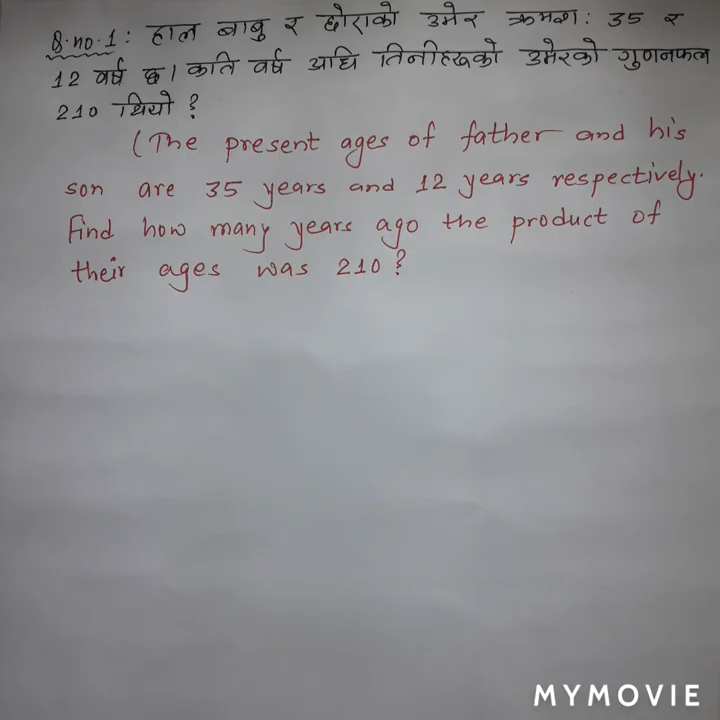 Q.no.1: हाल बाबु र छोराको उमेर क्रमश: 35 र
12 वर्ष छ। कति वर्ष अघि तिनीहरूको उमेरको गुणनफल
210 थियो ?
(The present ages of father and his
son are 35 years and 12 years respectively.
Find how many years ago the product of
their ages was 210 ?
MYMOVIE